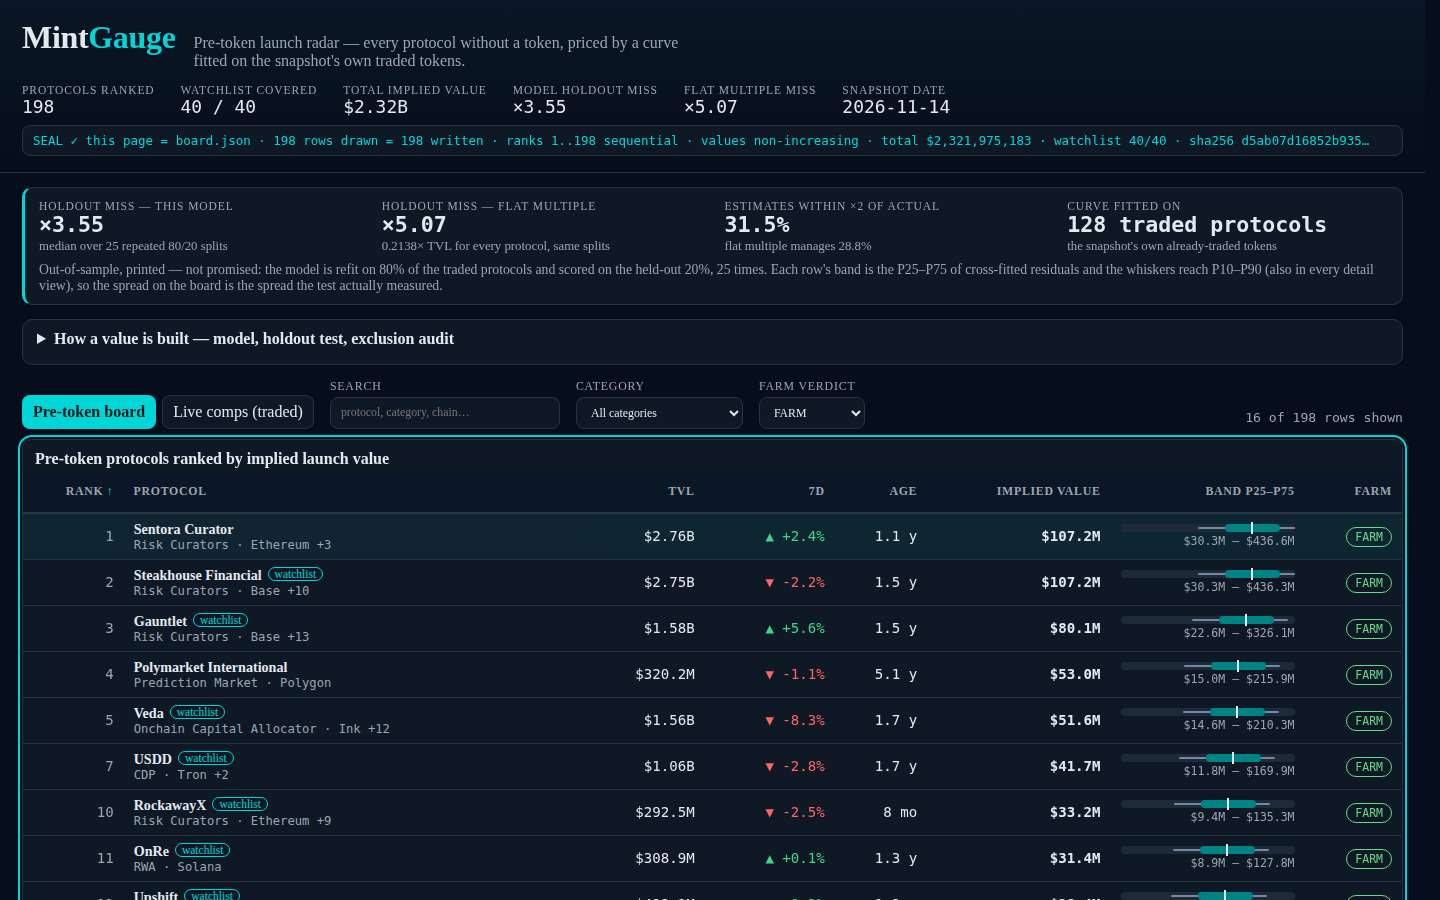 MintGauge
Pre-token launch radar — every protocol without a token, priced by a curve
fitted on the snapshot's own traded tokens.
PROTOCOLS RANKED WATCHLIST COVERED TOTAL IMPLIED VALUE MODEL HOLDOUT MISS FLAT MULTIPLE MISS SNAPSHOT DATE
198 40 / 40 $2.32B ×3.55 ×5.07 2026-11-14
SEAL ✓ this page = board.json · 198 rows drawn = 198 written · ranks 1..198 sequential · values non-increasing · total $2,321,975,183 · watchlist 40/40 · sha256 d5ab07d16852b935…
HOLDOUT MISS — THIS MODEL HOLDOUT MISS — FLAT MULTIPLE ESTIMATES WITHIN ×2 OF ACTUAL CURVE FITTED ON
×3.55 ×5.07 31.5% 128 traded protocols
median over 25 repeated 80/20 splits 0.2138× TVL for every protocol, same splits flat multiple manages 28.8% the snapshot's own already-traded tokens
Out-of-sample, printed — not promised: the model is refit on 80% of the traded protocols and scored on the held-out 20%, 25 times. Each row's band is the P25–P75 of cross-fitted residuals and the whiskers reach P10–P90 (also in every detail
view), so the spread on the board is the spread the test actually measured.
▶ How a value is built — model, holdout test, exclusion audit
SEARCH CATEGORY FARM VERDICT
Pre-token board Live comps (traded) protocol, category, chain… All categories FARM 16 of 198 rows shown
Pre-token protocols ranked by implied launch value
RANK ↑ PROTOCOL TVL 7D AGE IMPLIED VALUE BAND P25–P75 FARM
1 Sentora Curator $2.76B ▲ +2.4% 1.1 y $107.2M FARM
Risk Curators · Ethereum +3 $30.3M – $436.6M
2 Steakhouse Financial watchlist $2.75B ▼ -2.2% 1.5 y $107.2M FARM
Risk Curators · Base +10 $30.3M – $436.3M
3 Gauntlet watchlist $1.58B ▲ +5.6% 1.5 y $80.1M FARM
Risk Curators · Base +13 $22.6M – $326.1M
4 Polymarket International $320.2M ▼ -1.1% 5.1 y $53.0M FARM
Prediction Market · Polygon $15.0M – $215.9M
5 Veda watchlist $1.56B ▼ -8.3% 1.7 y $51.6M FARM
Onchain Capital Allocator · Ink +12 $14.6M – $210.3M
7 USDD watchlist $1.06B ▼ -2.8% 1.7 y $41.7M FARM
CDP · Tron +2 $11.8M – $169.9M
10 RockawayX watchlist $292.5M ▼ -2.5% 8 mo $33.2M FARM
Risk Curators · Ethereum +9 $9.4M – $135.3M
11 OnRe watchlist $308.9M ▲ +0.1% 1.3 y $31.4M FARM
RWA · Solana $8.9M – $127.8M
Upshift watchlist